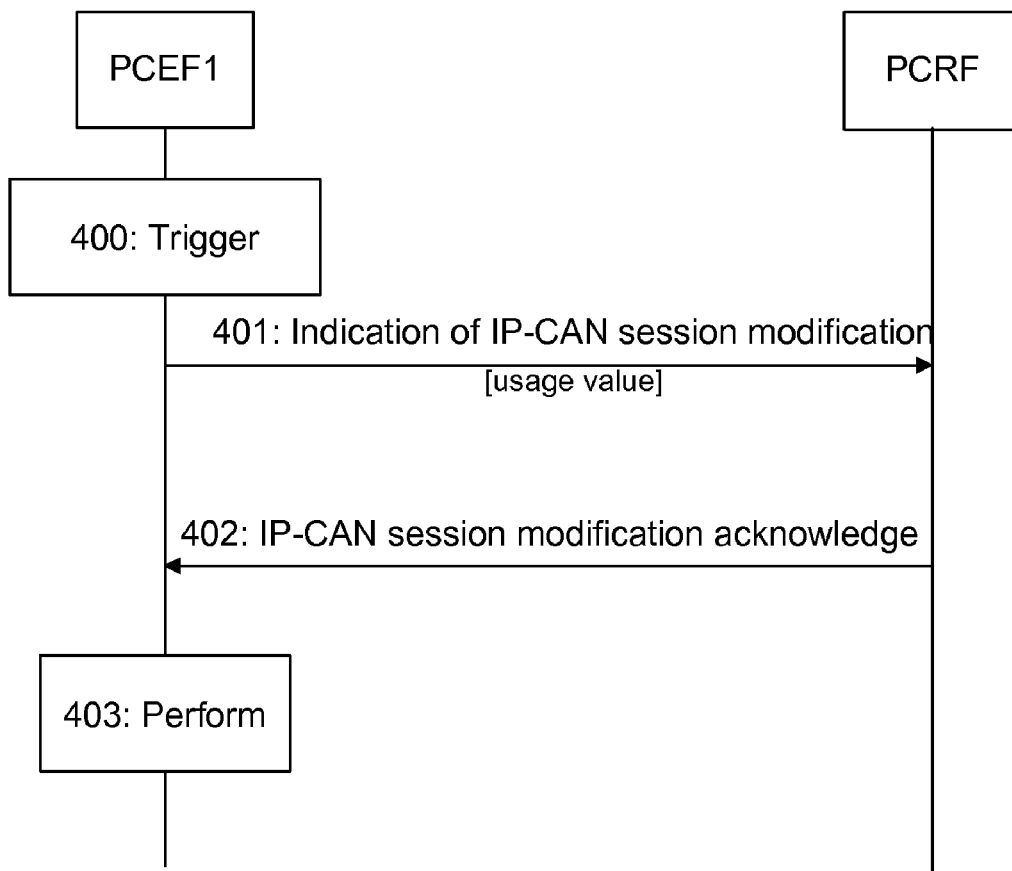 PCEF1
PCRF
400: Trigger
401: Indication of IP-CAN session modification
[usage value]
402: IP-CAN session modification acknowledge
403: Perform